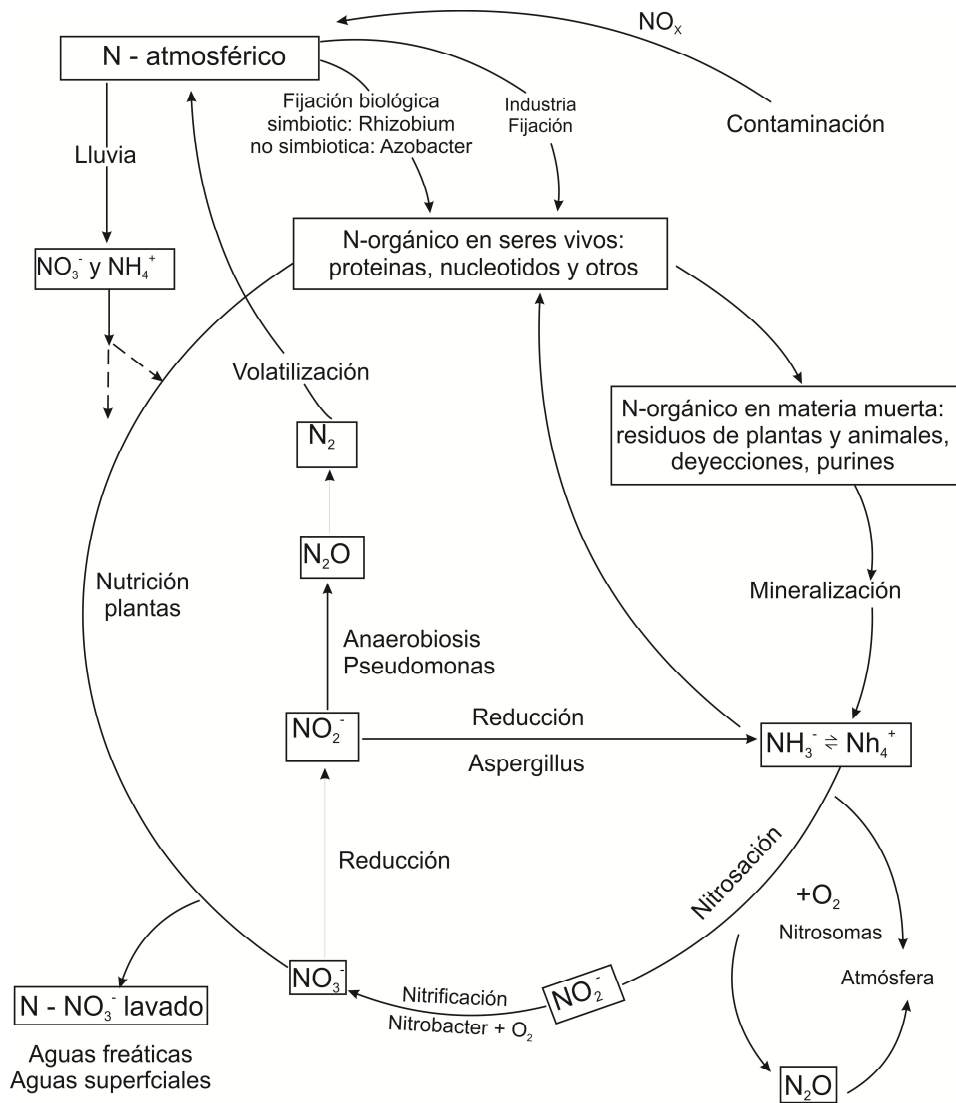 NOₓ
N - atmosférico
Fijación biológica
simbiotic: Rhizobium
no simbiotica: Azobacter
Industria
Fijación
Contaminación
Lluvia
NO₃⁻ y NH₄⁺
N-orgánico en seres vivos:
proteinas, nucleotidos y otros
Volatilización
N₂
N-orgánico en materia muerta:
residuos de plantas y animales,
deyecciones, purines
N₂O
Nutrición
plantas
Mineralización
Anaerobiosis
Pseudomonas
NO₂⁻
Reducción
Aspergillus
NH₃⁻ ⇌ Nh₄⁺
Reducción
Nitrosación
+O₂
Nitrosomas
Atmósfera
NO₃⁻
Nitrificación
Nitrobacter + O₂
NO₂⁻
N - NO₃⁻ lavado
Aguas freáticas
Aguas superfciales
N₂O